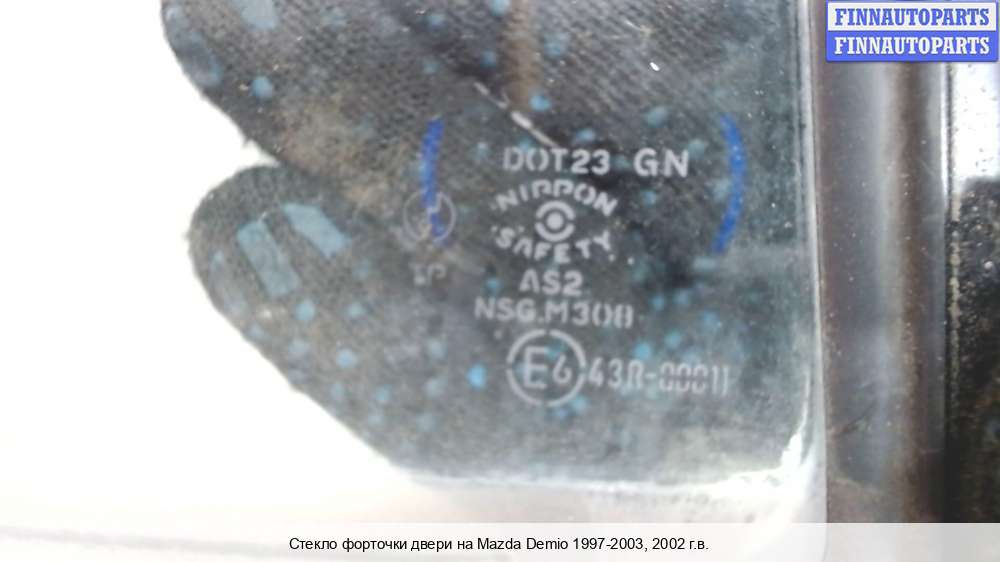 FINNAUTOPARTS
FINNAUTOPARTS
DOT23 GN
NIPPON
SAFETY
TP
AS2
NSG.M308
E6 43R-00011
Стекло форточки двери на Mazda Demio 1997-2003, 2002 г.в.